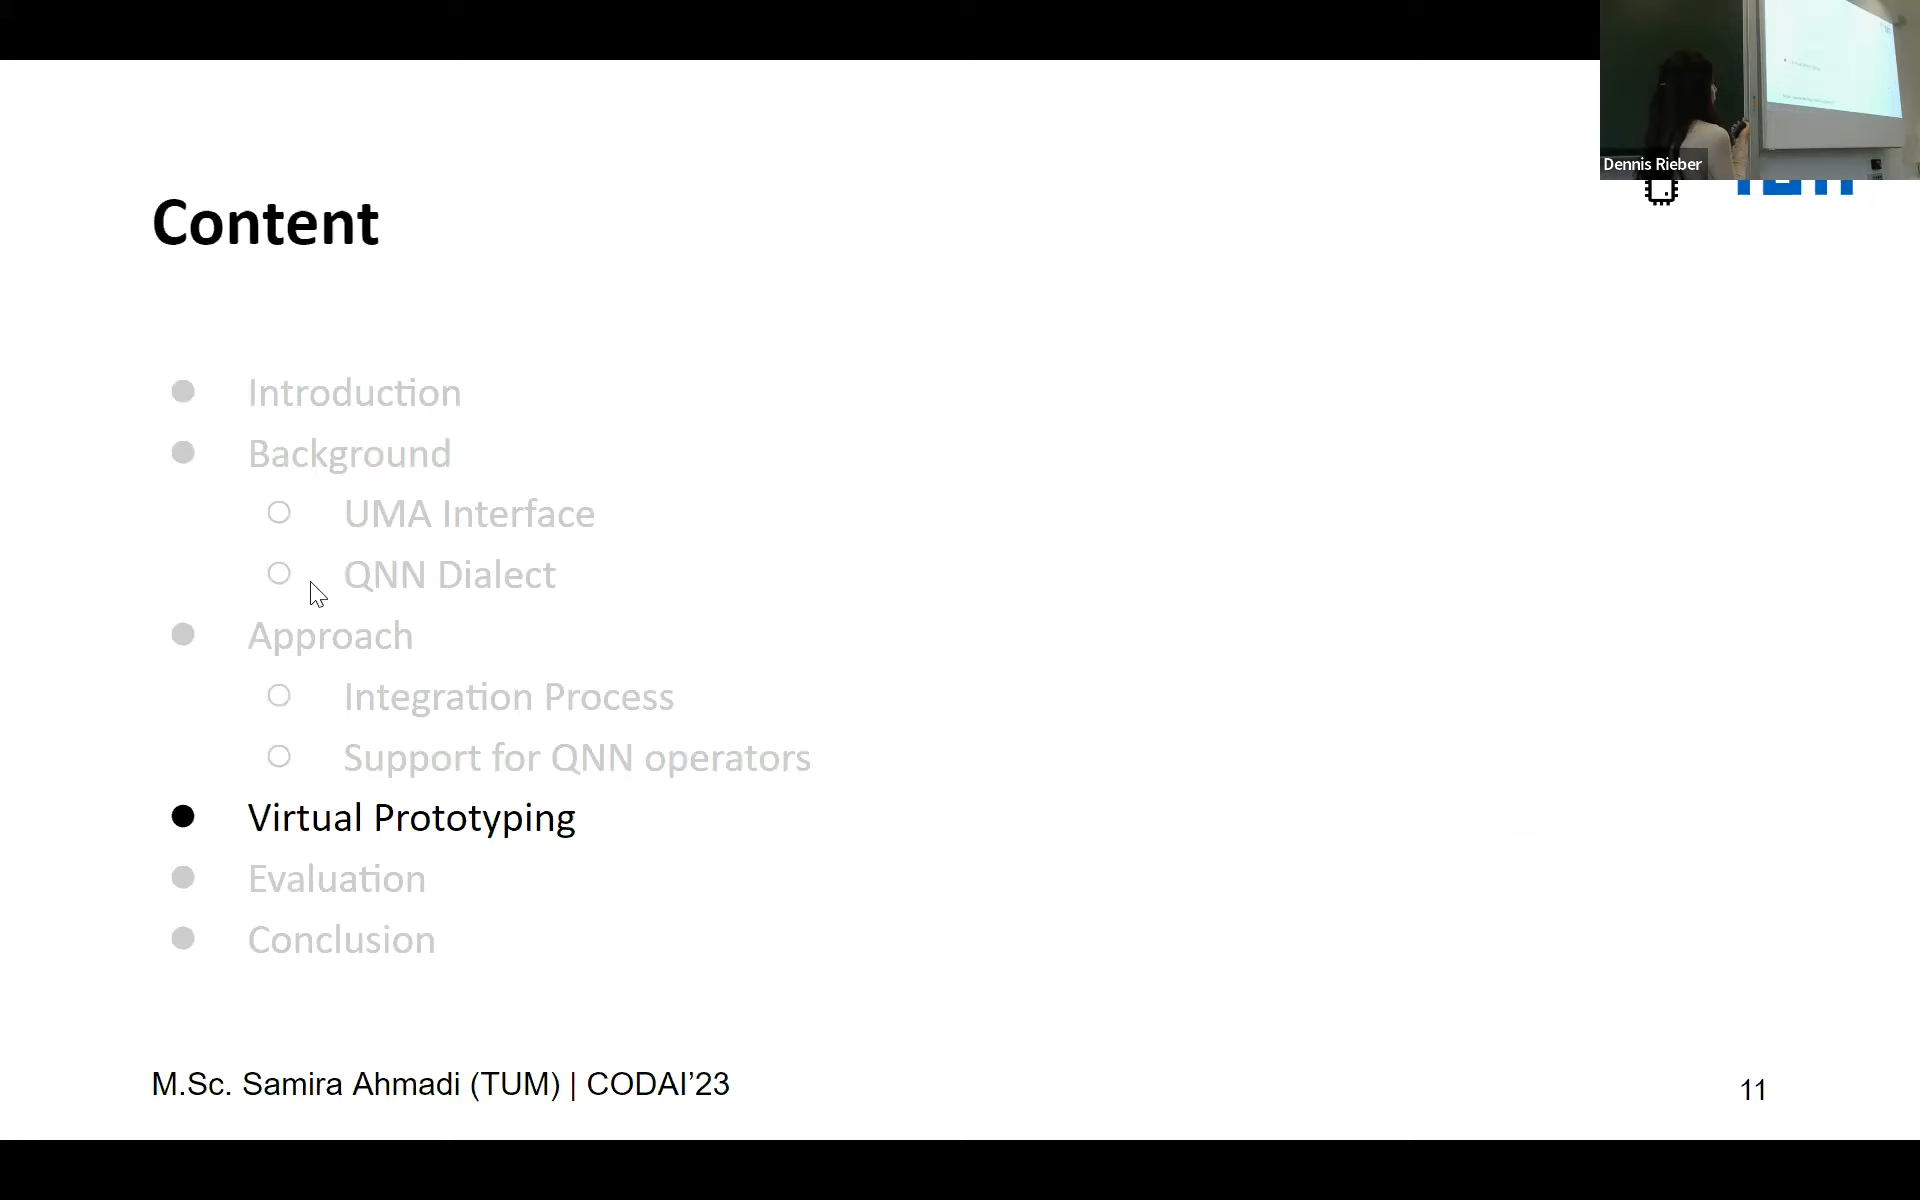 Dennis Rieber
Content
Introduction
Background
UMA Interface
QNN Dialect
Approach
Integration Process
Support for QNN operators
Virtual Prototyping
Evaluation
Conclusion
M.Sc. Samira Ahmadi (TUM) | CODAI’23
11